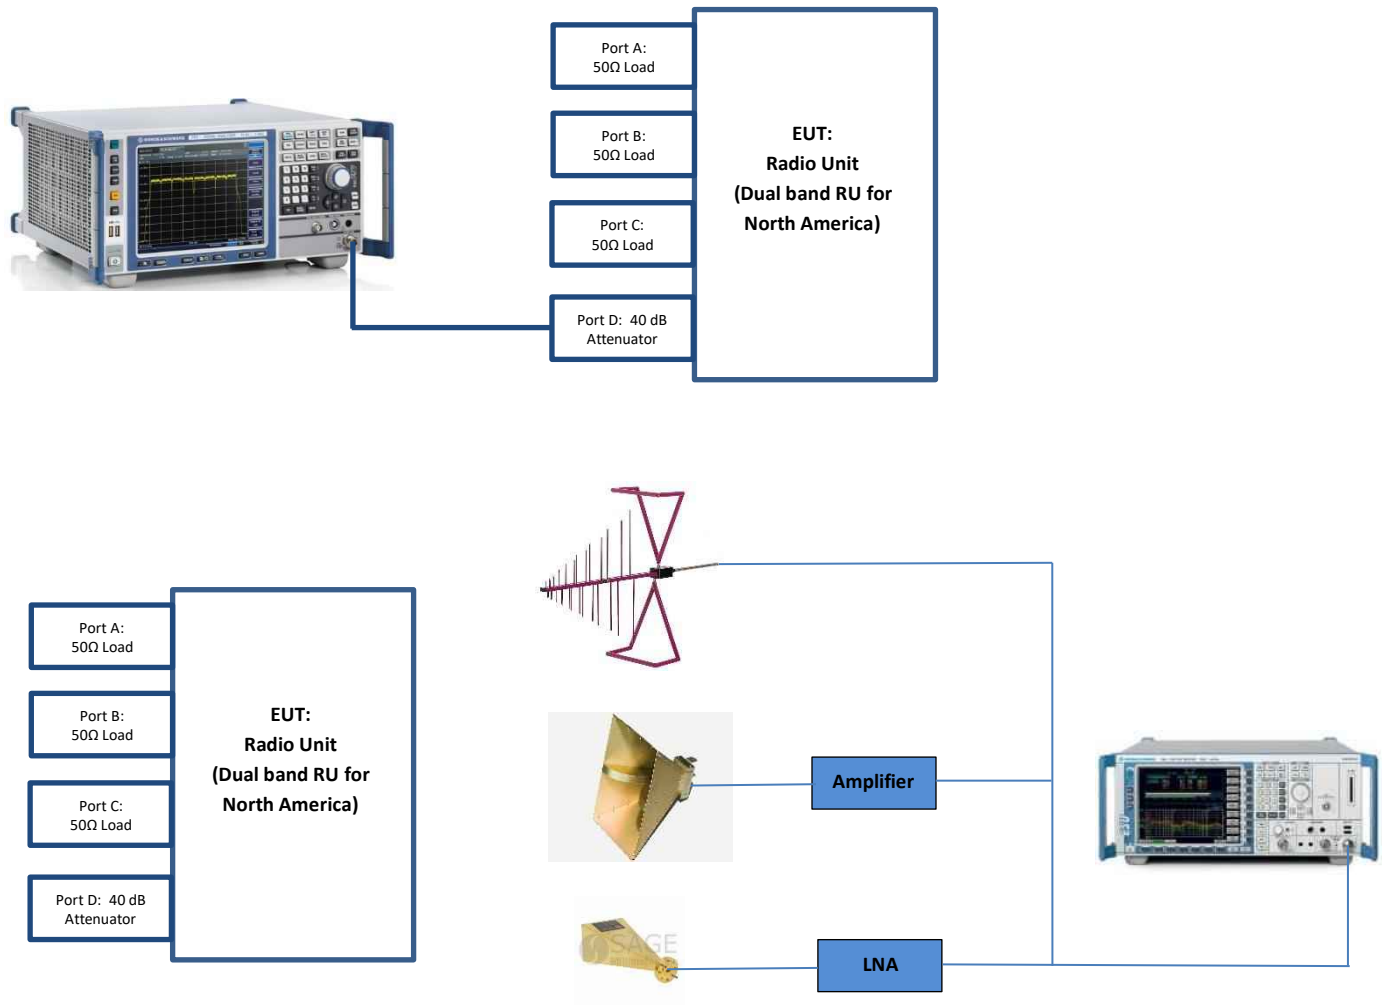 Port A:
50Ω Load
Port B:
50Ω Load
Port C:
50Ω Load
Port D: 40 dB
Attenuator
EUT:
Radio Unit
(Dual band RU for
North America)
Port A:
50Ω Load
Port B:
50Ω Load
Port C:
50Ω Load
Port D: 40 dB
Attenuator
EUT:
Radio Unit
(Dual band RU for
North America)
Amplifier
SAGE
LNA
ESU